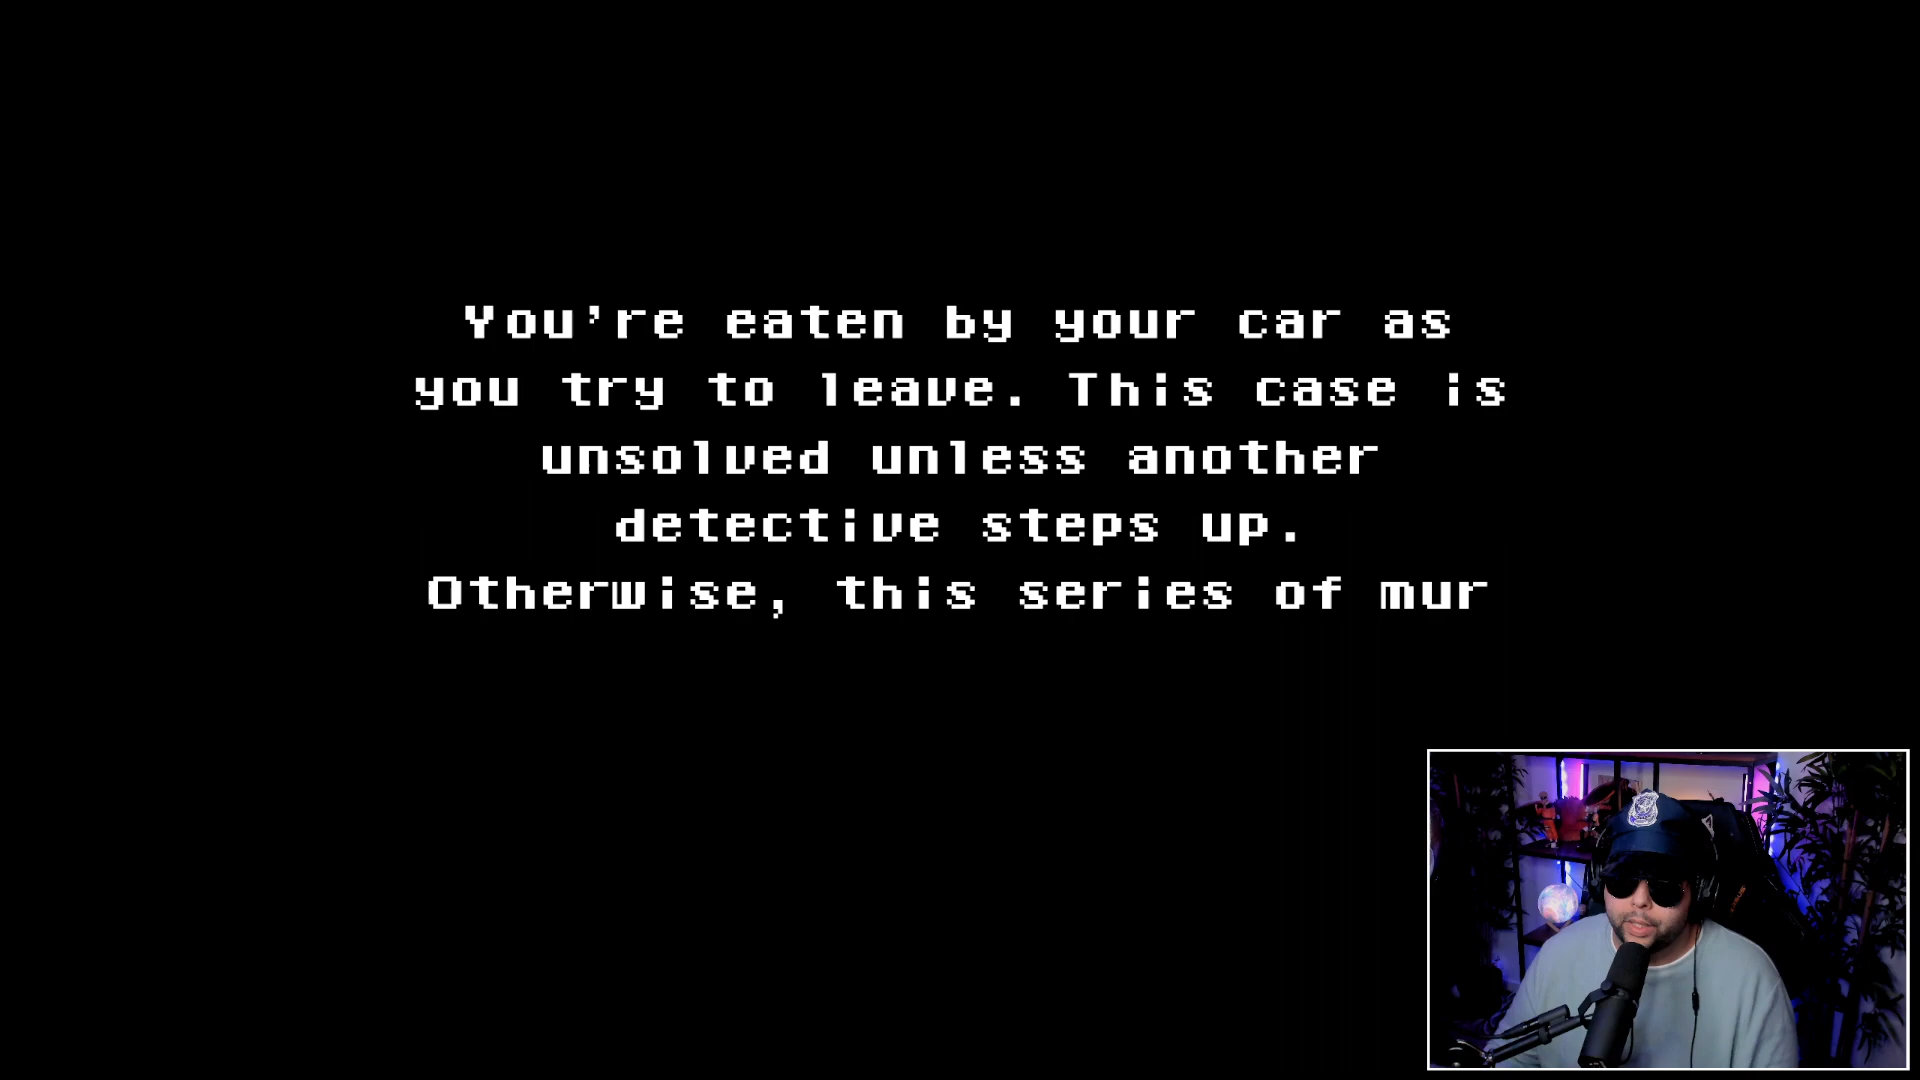 You're eaten by your car as
you try to leave. This case is
unsolved unless another
detective steps up.
Otherwise, this series of mur